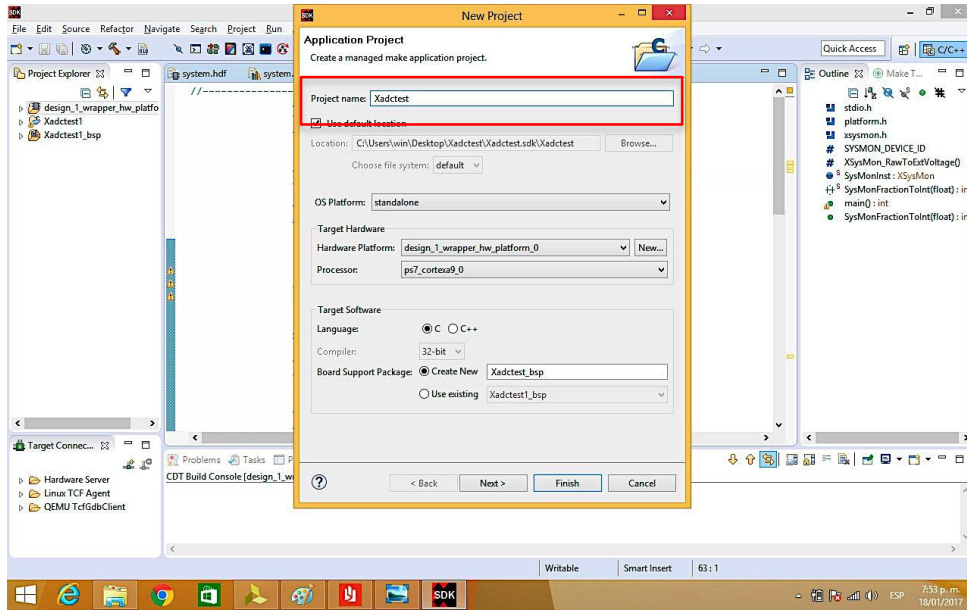 SDK
SDK New Project
File Edit Source Refactor Navigate Search Project Run
Application Project
Create a managed make application project.
Quick Access
C/C++
Project Explorer
system.hdf
system.
Outline
Make T...
design_1_wrapper_hw_platfo
Xadctest1
Xadctest1_bsp
//---------------
Project name: Xadctest
Use default location
Location: C:\Users\win\Desktop\Xadctest\Xadctest.sdk\Xadctest Browse...
Choose file system: default
OS Platform: standalone
Target Hardware
Hardware Platform: design_1_wrapper_hw_platform_0 New...
Processor: ps7_cortexa9_0
Target Software
Language: C C++
Compiler: 32-bit
Board Support Package: Create New Xadctest_bsp
Use existing Xadctest1_bsp
? < Back Next > Finish Cancel
stdio.h
platform.h
xsysmon.h
# SYSMON_DEVICE_ID
# XSysMon_RawToExtVoltage()
S SysMonInst : XSysMon
S SysMonFractionToInt(float) : in
main() : int
SysMonFractionToInt(float) : in
Target Connec...
Hardware Server
Linux TCF Agent
QEMU TcfGdbClient
Problems Tasks P
CDT Build Console [design_1_w
Writable Smart Insert 63 : 1
SDK
ESP
7:53 p. m.
18/01/2017